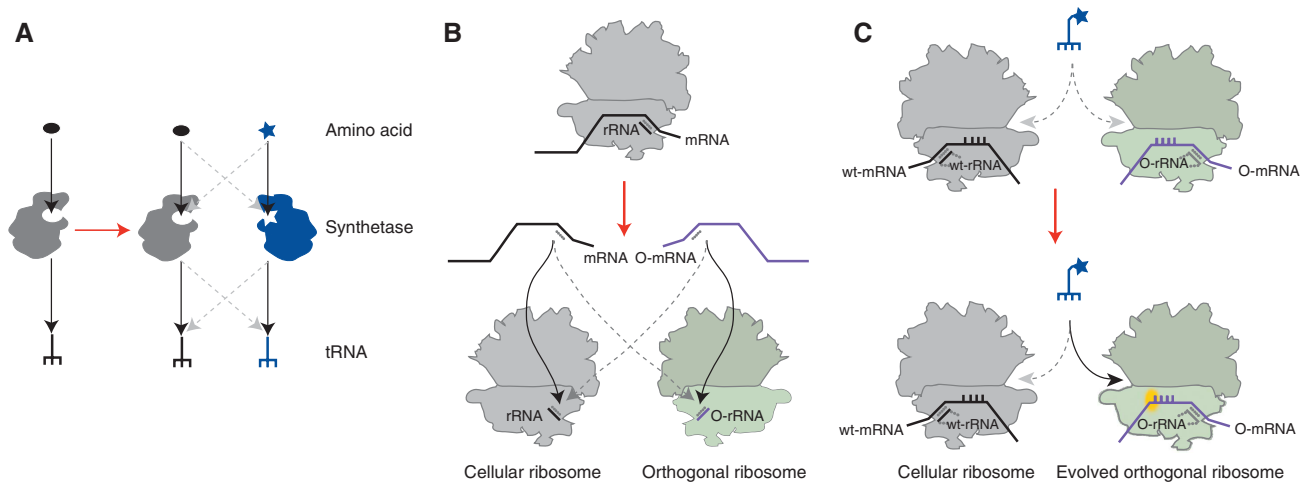 A
Amino acid
Synthetase
tRNA
B
rRNA
mRNA
mRNA O-mRNA
rRNA
O-rRNA
Cellular ribosome
Orthogonal ribosome
C
wt-mRNA
wt-rRNA
O-rRNA
O-mRNA
wt-mRNA
wt-rRNA
O-rRNA
O-mRNA
Cellular ribosome
Evolved orthogonal ribosome